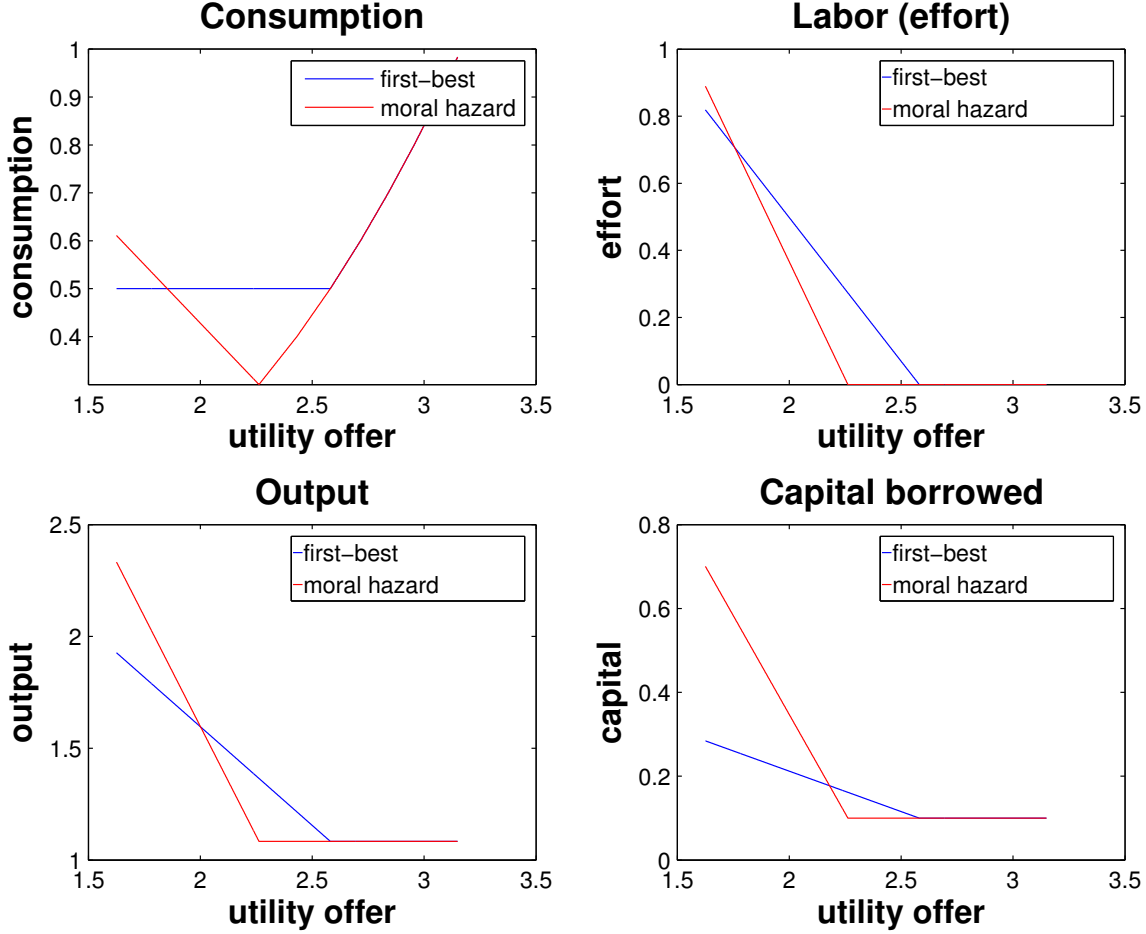 Consumption
1
0.9
0.8
0.7
0.6
0.5
0.4
1.5 2 2.5 3 3.5
consumption
utility offer
first−best
moral hazard
Labor (effort)
1
0.8
0.6
0.4
0.2
0
1.5 2 2.5 3 3.5
effort
utility offer
first−best
moral hazard
Output
2.5
2
1.5
1
1.5 2 2.5 3 3.5
output
utility offer
first−best
moral hazard
Capital borrowed
0.8
0.6
0.4
0.2
0
1.5 2 2.5 3 3.5
capital
utility offer
first−best
moral hazard